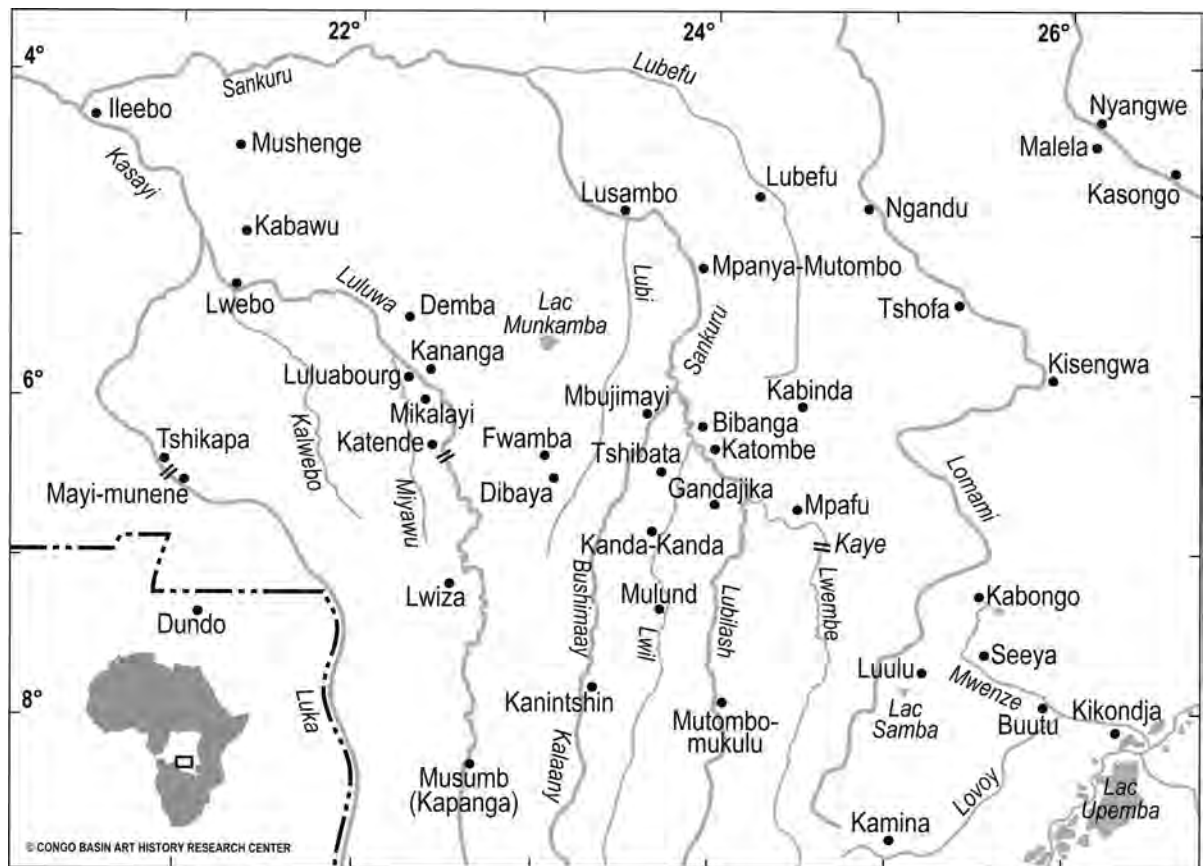 22°
24°
26°
4°
Sankuru
Lubefu
Ileebo
Nyangwe
Mushenge
Malela
Kasayi
Lusambo
Lubefu
Kasongo
Ngandu
Kabawu
Mpanya-Mutombo
Lubi
Luluwa
Lwebo
Demba
Lac
Munkamba
Tshofa
Sankuru
Kananga
Luluabourg
Kisengwa
6°
Mikalayi
Mbujimayi
Kabinda
Kalwebo
Katende
Fwamba
Bibanga
Tshikapa
Tshibata
Katombe
Mayi-munene
Miyawu
Dibaya
Gandajika
Mpafu
Lomami
Kanda-Kanda
Kaye
Bushimaay
Lwiza
Mulund
Lubilash
Lwembe
Kabongo
Dundo
Lwil
Seeya
Luulu
Mwenze
Luka
Kanintshin
Lac
Samba
Buutu
Kikondja
8°
Mutombo-
mukulu
Kalaany
Musumb
(Kapanga)
Lovoy
Lac
Upemba
Kamina
© CONGO BASIN ART HISTORY RESEARCH CENTER